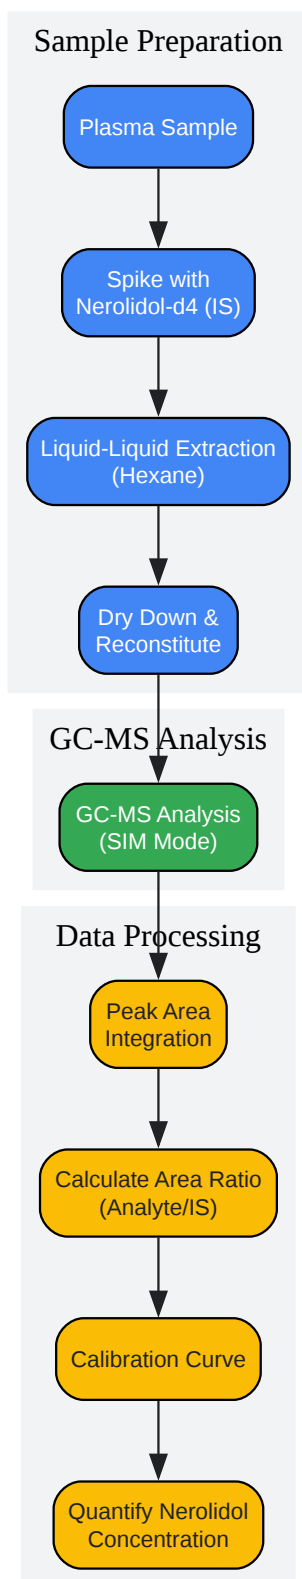 Sample Preparation
Plasma Sample
Spike with
Nerolidol-d4 (IS)
Liquid-Liquid Extraction
(Hexane)
Dry Down &
Reconstitute
GC-MS Analysis
GC-MS Analysis
(SIM Mode)
Data Processing
Peak Area
Integration
Calculate Area Ratio
(Analyte/IS)
Calibration Curve
Quantify Nerolidol
Concentration